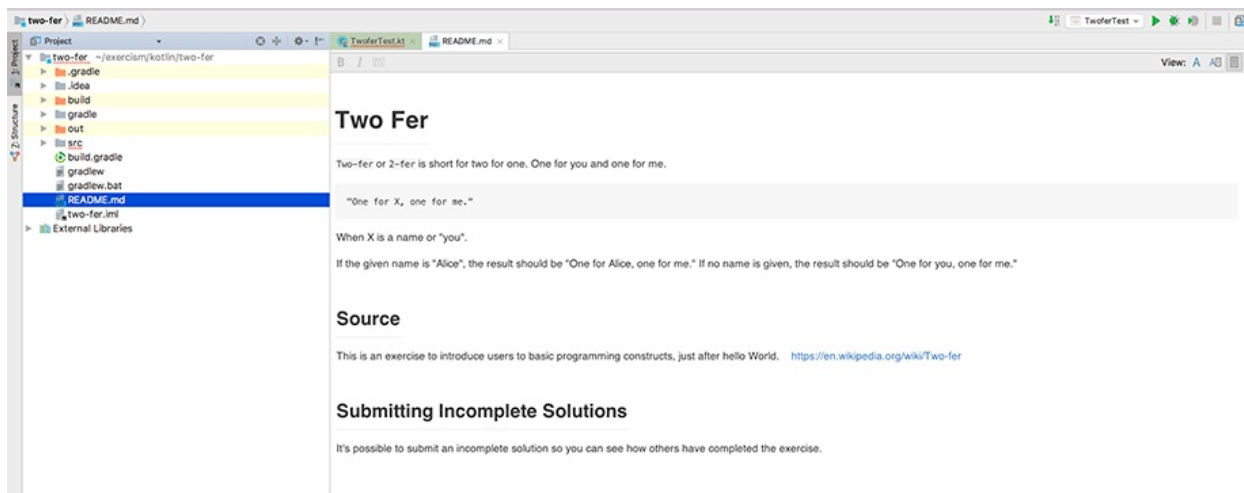 two-fer README.md TwoferTest
Project TwoferTest.kt README.md
1: Project
Z: Structure
two-fer ~/exercism/kotlin/two-fer
.gradle
.idea
build
gradle
out
src
build.gradle
gradlew
gradlew.bat
README.md
two-fer.iml
External Libraries
B I View: A
Two Fer
Two-fer or 2-fer is short for two for one. One for you and one for me.
"One for X, one for me."
When X is a name or "you".
If the given name is "Alice", the result should be "One for Alice, one for me." If no name is given, the result should be "One for you, one for me."
Source
This is an exercise to introduce users to basic programming constructs, just after hello World. https://en.wikipedia.org/wiki/Two-fer
Submitting Incomplete Solutions
It's possible to submit an incomplete solution so you can see how others have completed the exercise.